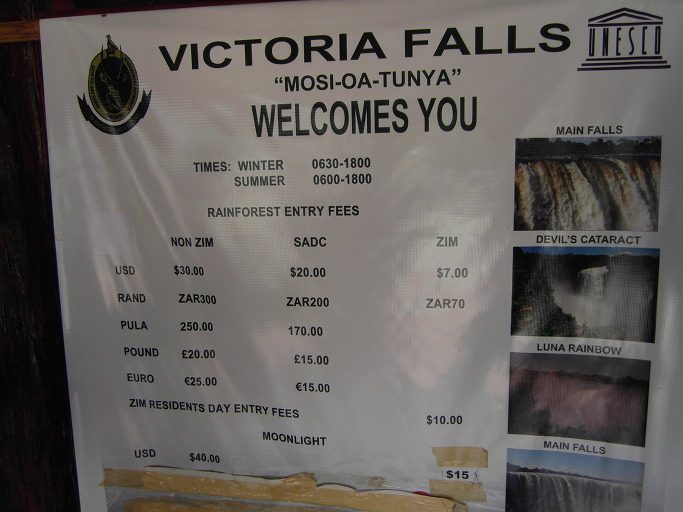 VICTORIA FALLS
UNESCO
"MOSI-OA-TUNYA"
WELCOMES YOU
TIMES: WINTER 0630-1800
SUMMER 0600-1800
RAINFOREST ENTRY FEES
NON ZIM SADC ZIM
USD $30.00 $20.00 $7.00
RAND ZAR300 ZAR200 ZAR70
PULA 250.00 170.00
POUND £20.00 £15.00
EURO €25.00 €15.00
ZIM RESIDENTS DAY ENTRY FEES $10.00
MOONLIGHT
USD $40.00 $15
MAIN FALLS
DEVIL'S CATARACT
LUNA RAINBOW
MAIN FALLS